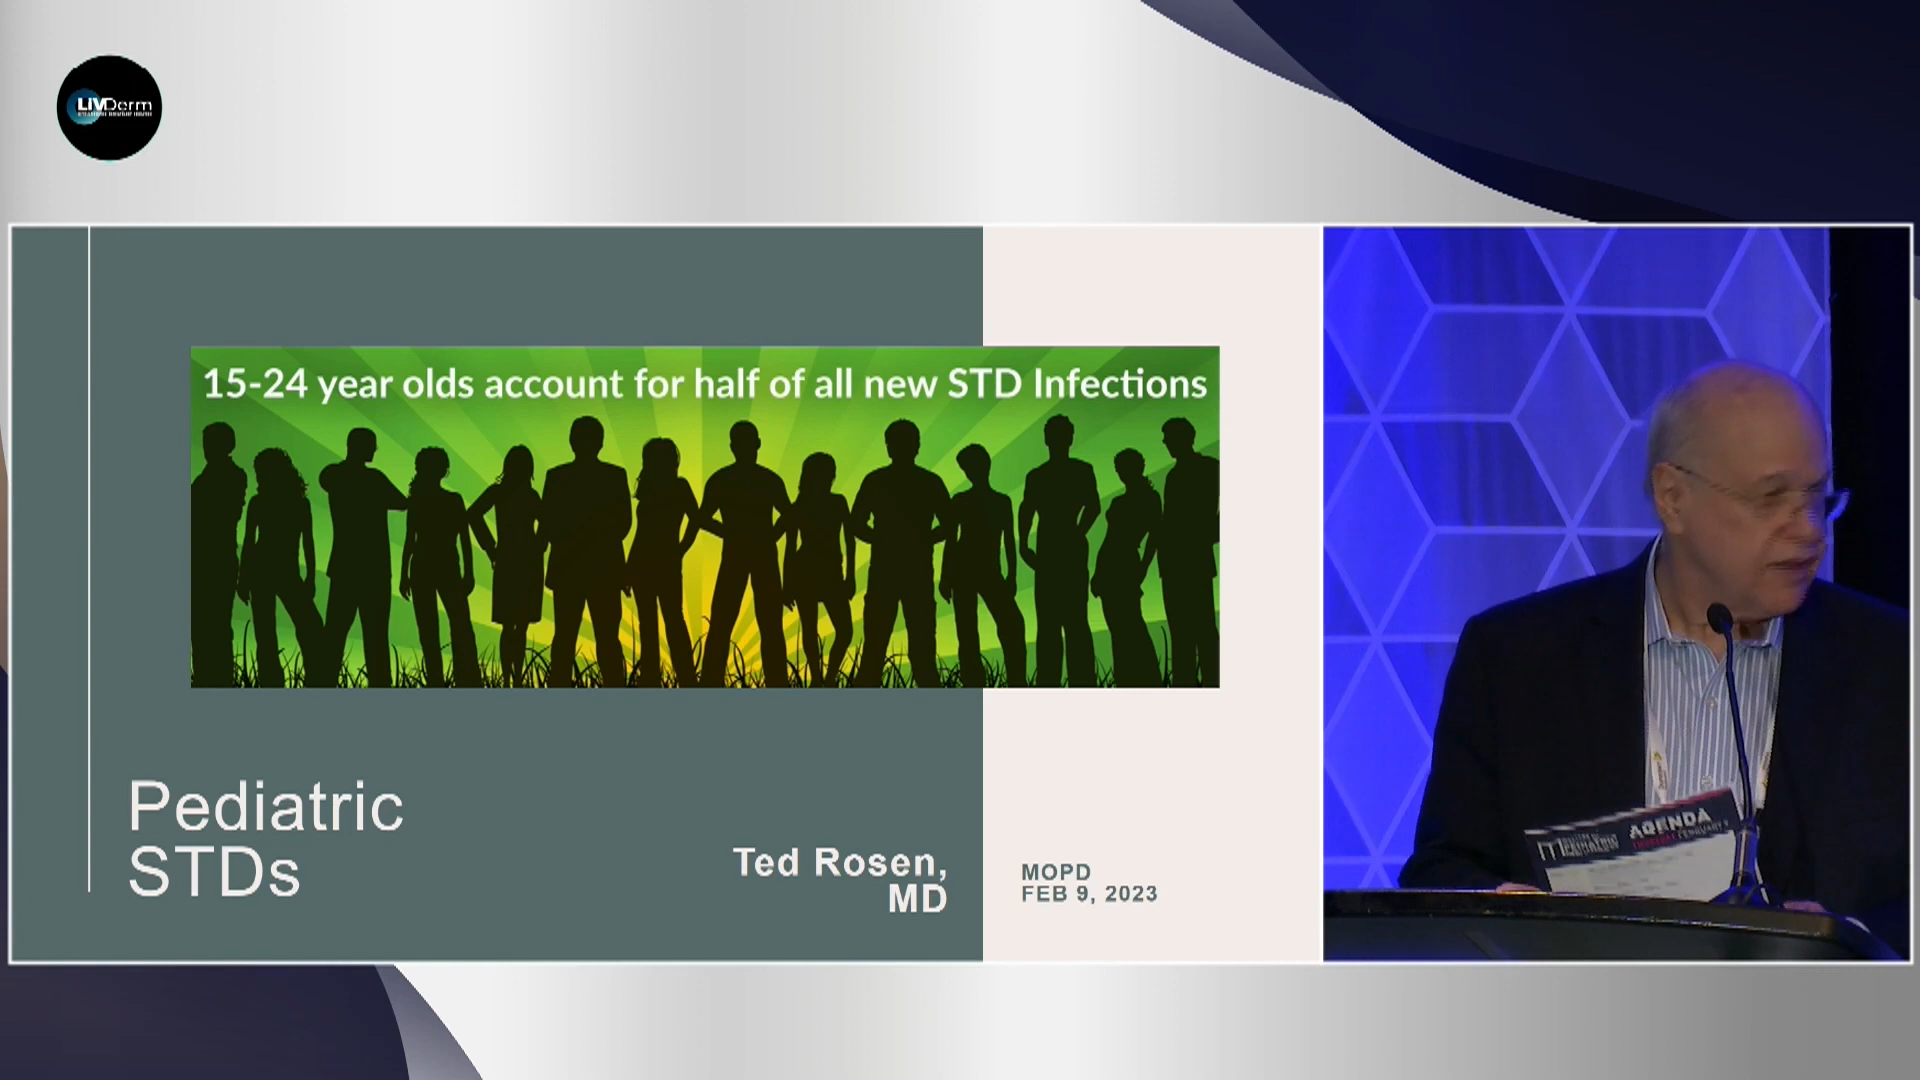 LIVDerm
15-24 year olds account for half of all new STD Infections
Pediatric
STDs
Ted Rosen,
MD
MOPD
FEB 9, 2023
AGENDA